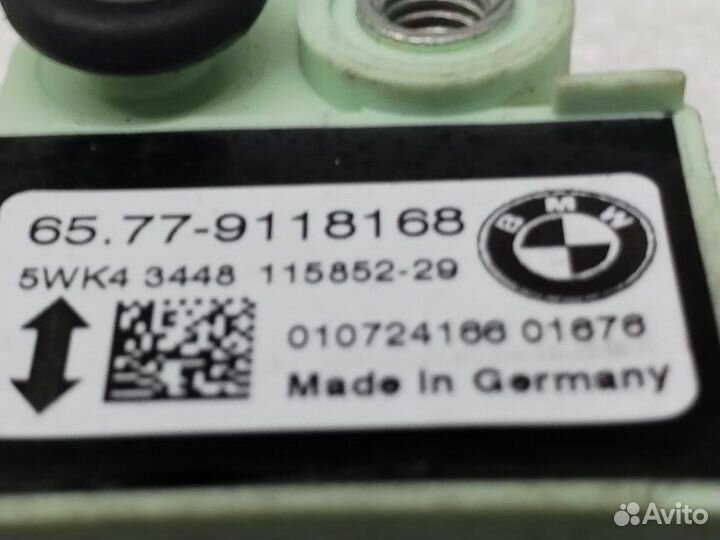 65.77-9118168
BMW
5WK4 3448 115852-29
010724166 01676
Made In Germany
Avito